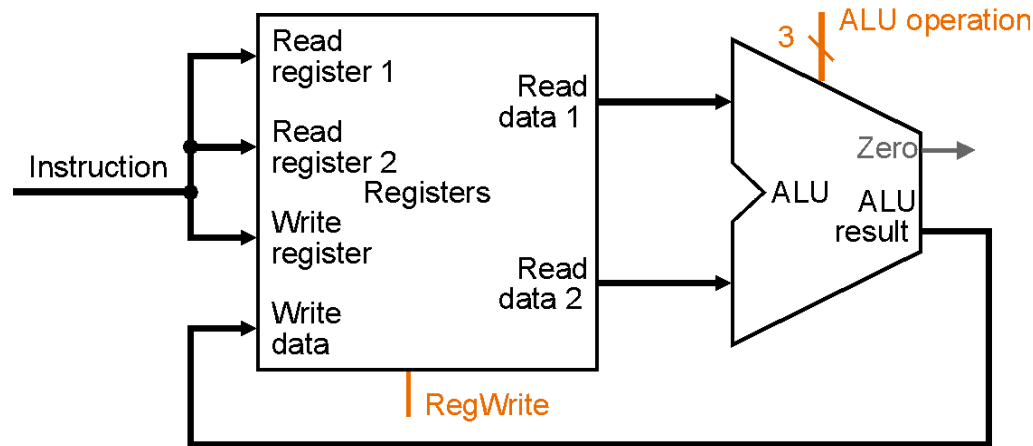 Instruction
Read
register 1
Read
register 2
Registers
Write
register
Write
data
Read
data 1
Read
data 2
RegWrite
3
ALU operation
Zero
ALU
ALU
result